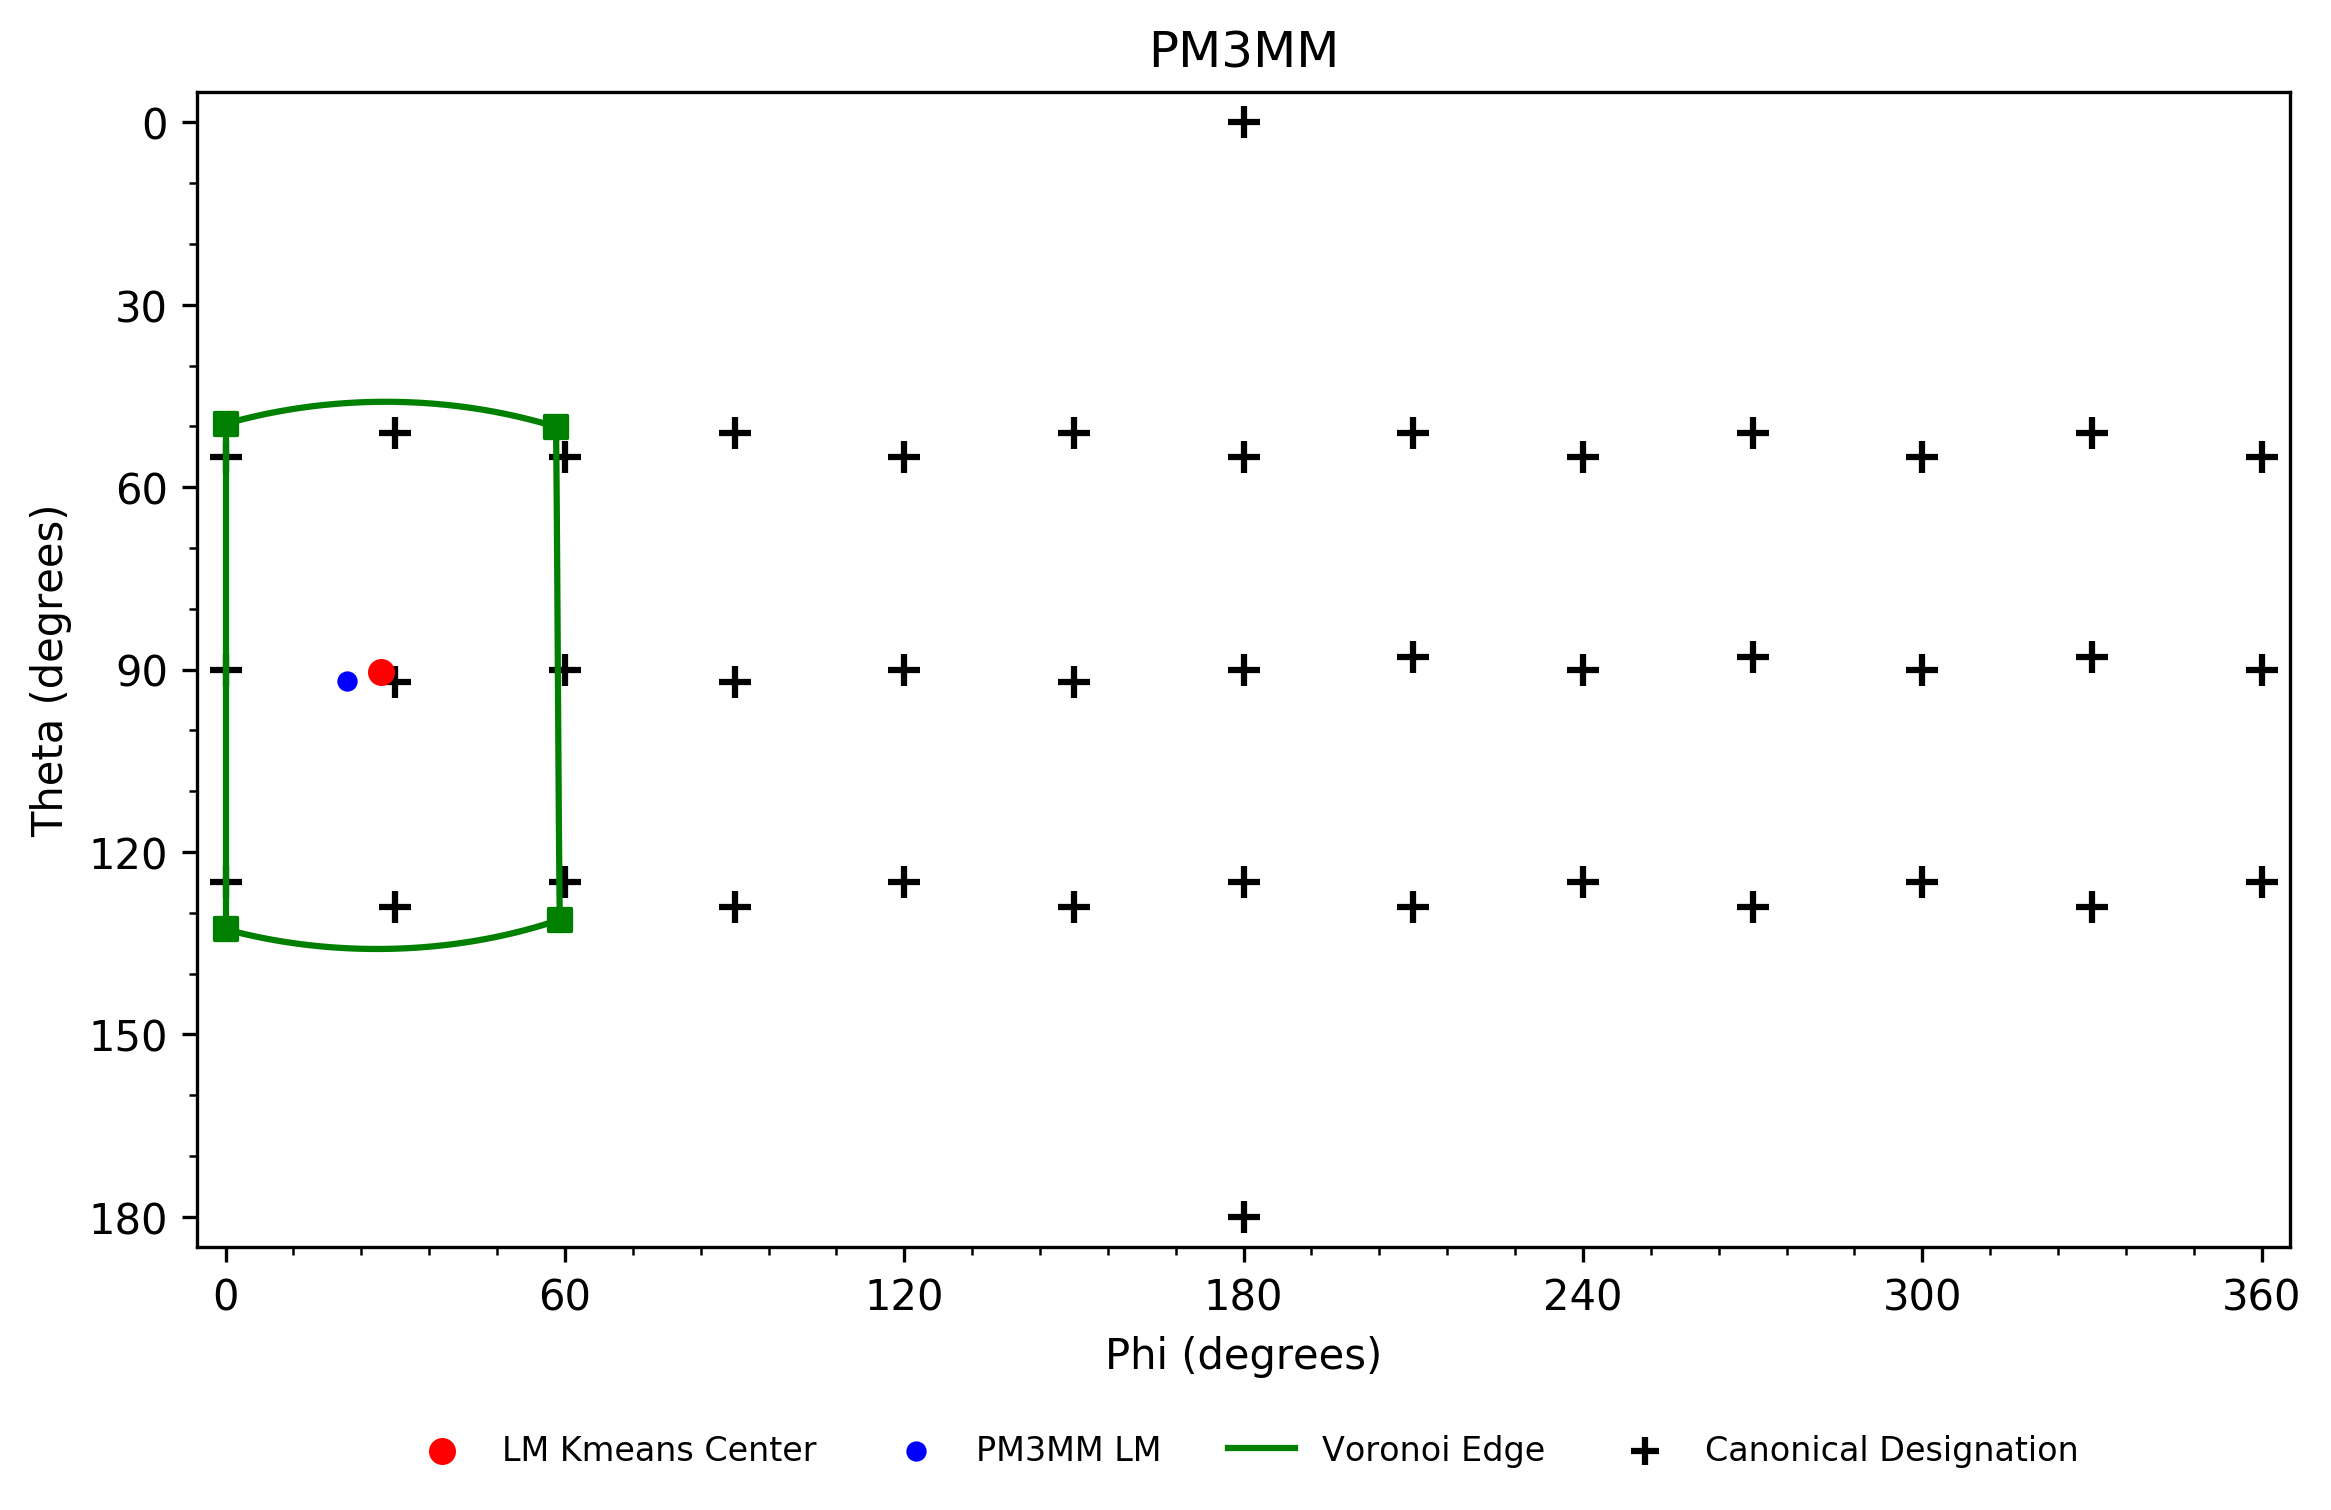 PM3MM
0
30
60
90
120
150
180
Theta (degrees)
0 60 120 180 240 300 360
Phi (degrees)
LM Kmeans Center PM3MM LM Voronoi Edge Canonical Designation